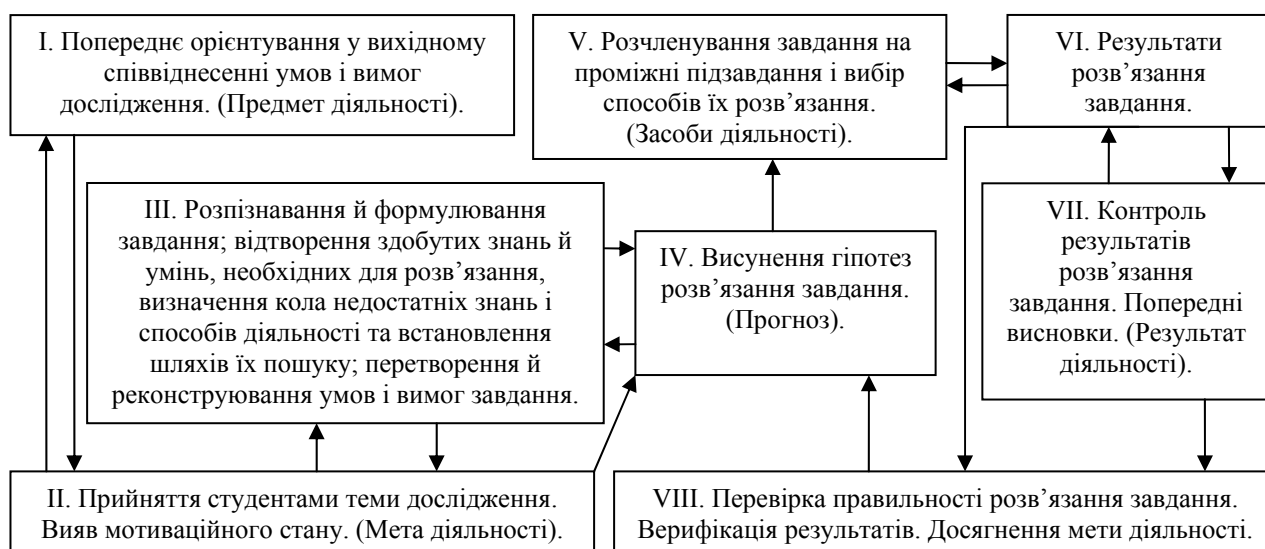 І. Попереднє орієнтування у вихідному
співвіднесенні умов і вимог
дослідження. (Предмет діяльності).
V. Розчленування завдання на
проміжні підзавдання і вибір
способів їх розв’язання.
(Засоби діяльності).
VI. Результати
розв’язання
завдання.
III. Розпізнавання й формулювання
завдання; відтворення здобутих знань й
умінь, необхідних для розв’язання,
визначення кола недостатніх знань і
способів діяльності та встановлення
шляхів їх пошуку; перетворення й
реконструювання умов і вимог завдання.
IV. Висунення гіпотез
розв’язання завдання.
(Прогноз).
VII. Контроль
результатів
розв’язання
завдання. Попередні
висновки. (Результат
діяльності).
II. Прийняття студентами теми дослідження.
Вияв мотиваційного стану. (Мета діяльності).
VIII. Перевірка правильності розв’язання завдання.
Верифікація результатів. Досягнення мети діяльності.